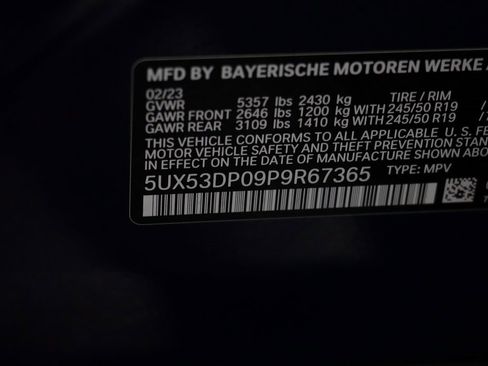 MFD BY BAYERISCHE MOTOREN WERKE
02/23 TIRE / RIM
GVWR 5357 lbs 2430 kg
GAWR FRONT 2646 lbs 1200 kg WITH 245/50 R19
GAWR REAR 3109 lbs 1410 kg WITH 245/50 R19
THIS VEHICLE CONFORMS TO ALL APPLICABLE U. S. FE
VEHICLE SAFETY AND THEFT PREVENTION STAN
IN EFFECT ON THE DATE OF MANUFACTURE SHOWN
5UX53DP09P9R67365 TYPE: MPV